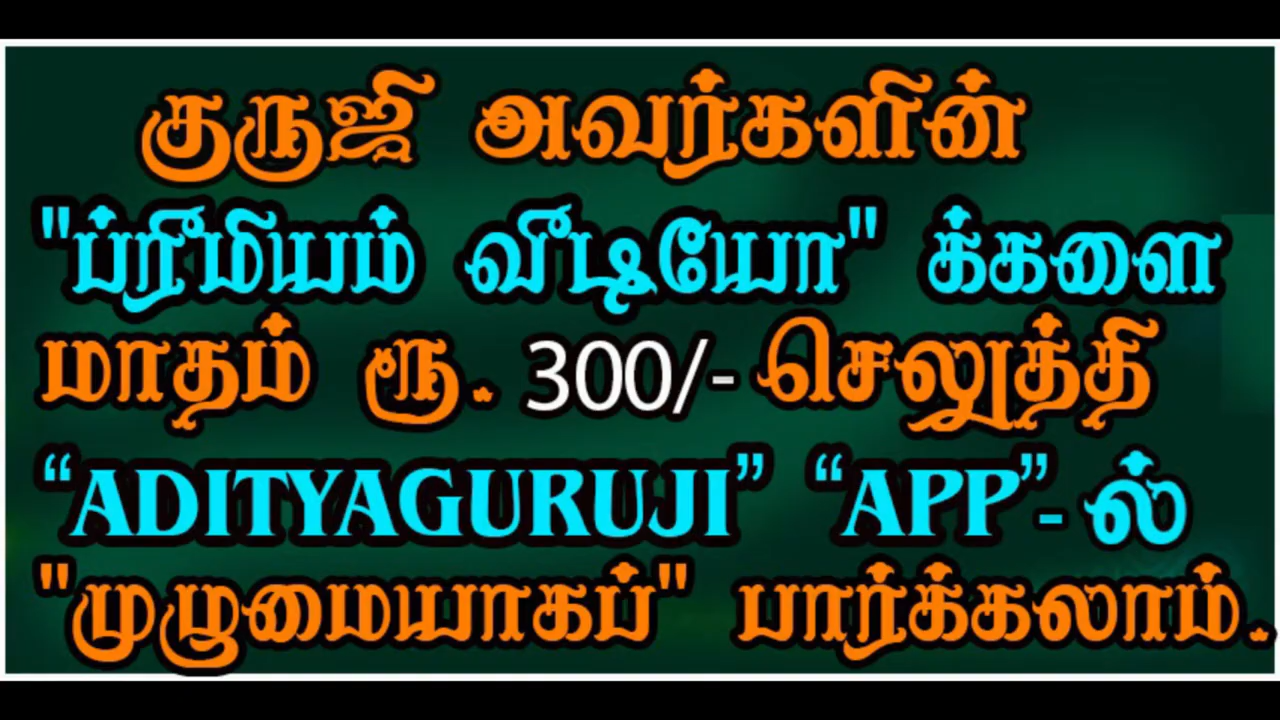 குருஜி அவர்களின்
"ப்ரீமியம் வீடியோ" க்களை
மாதம் ரூ. 300/- செலுத்தி
“ADITYAGURUJI” “APP”- ல்
"முழுமையாகப்" பார்க்கலாம்.